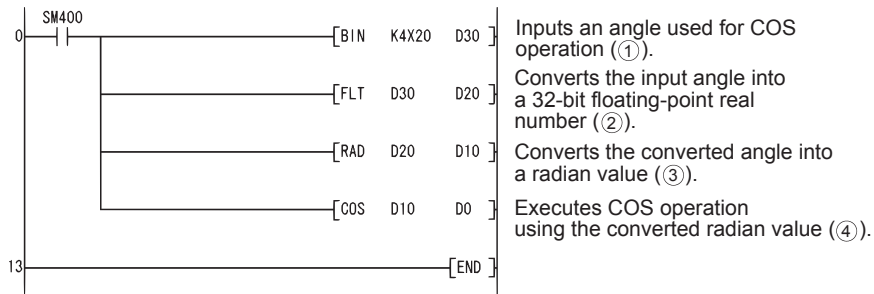 SM400
0
[BIN K4X20 D30 ]
Inputs an angle used for COS
operation (①).
[FLT D30 D20 ]
Converts the input angle into
a 32-bit floating-point real
number (②).
[RAD D20 D10 ]
Converts the converted angle into
a radian value (③).
[COS D10 D0 ]
Executes COS operation
using the converted radian value (④).
13
[END ]